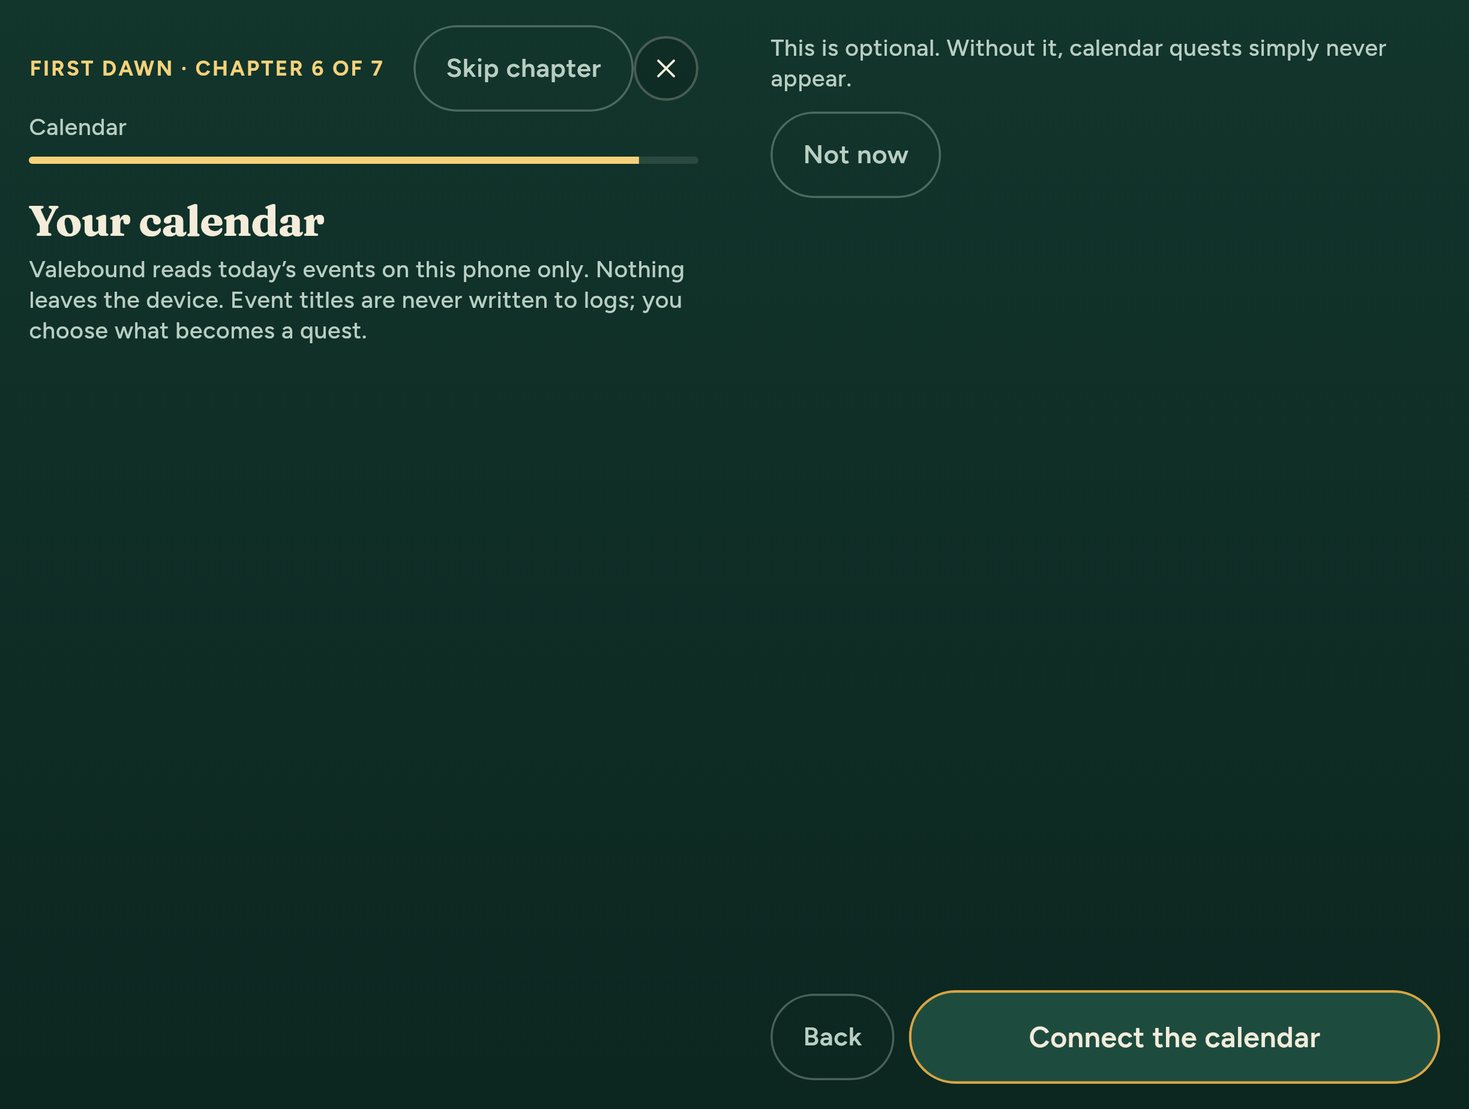 FIRST DAWN · CHAPTER 6 OF 7
Skip chapter
Calendar
Your calendar
Valebound reads today’s events on this phone only. Nothing
leaves the device. Event titles are never written to logs; you
choose what becomes a quest.
This is optional. Without it, calendar quests simply never
appear.
Not now
Back
Connect the calendar